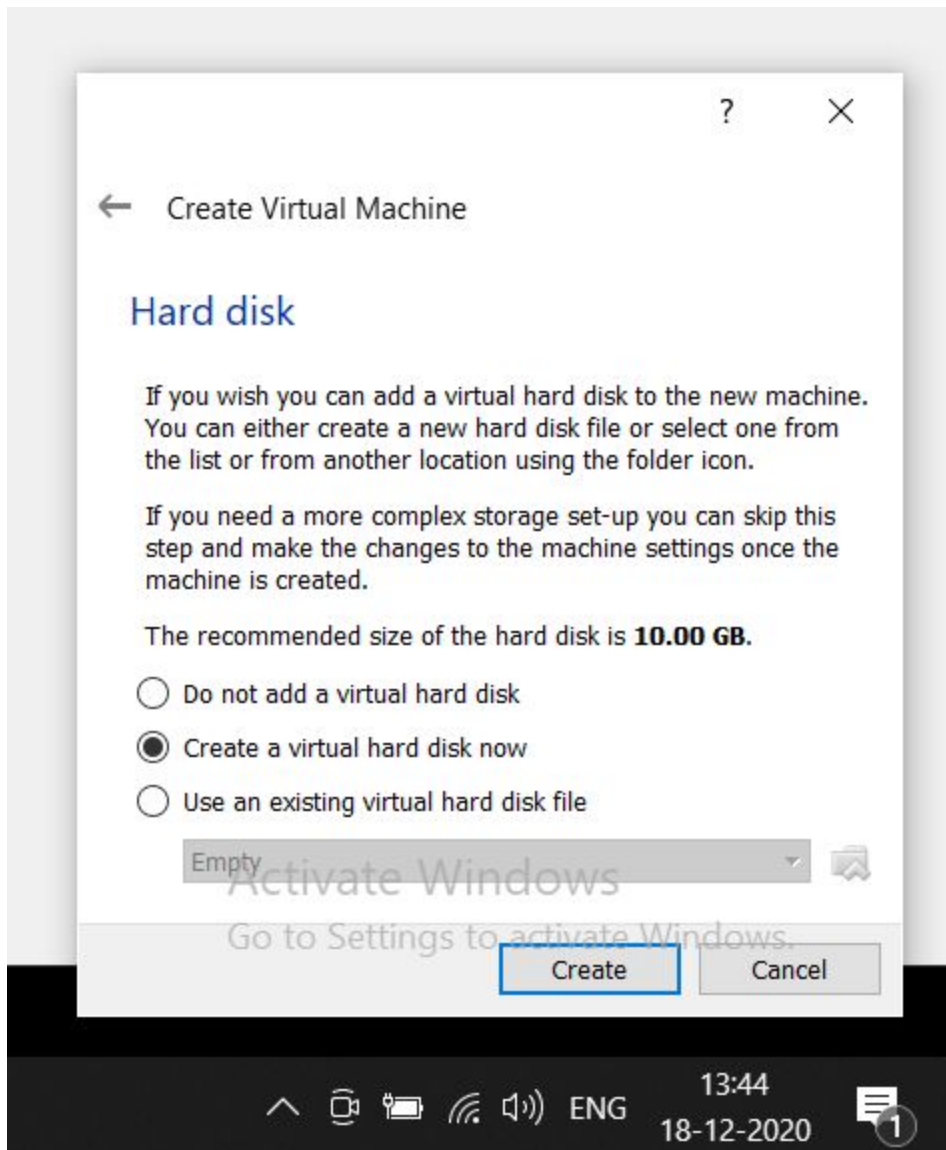 ?
Create Virtual Machine
Hard disk
If you wish you can add a virtual hard disk to the new machine.
You can either create a new hard disk file or select one from
the list or from another location using the folder icon.
If you need a more complex storage set-up you can skip this
step and make the changes to the machine settings once the
machine is created.
The recommended size of the hard disk is 10.00 GB.
Do not add a virtual hard disk
Create a virtual hard disk now
Use an existing virtual hard disk file
Empty
Activate Windows
Go to Settings to activate Windows.
Create Cancel
ENG 13:44
18-12-2020
1